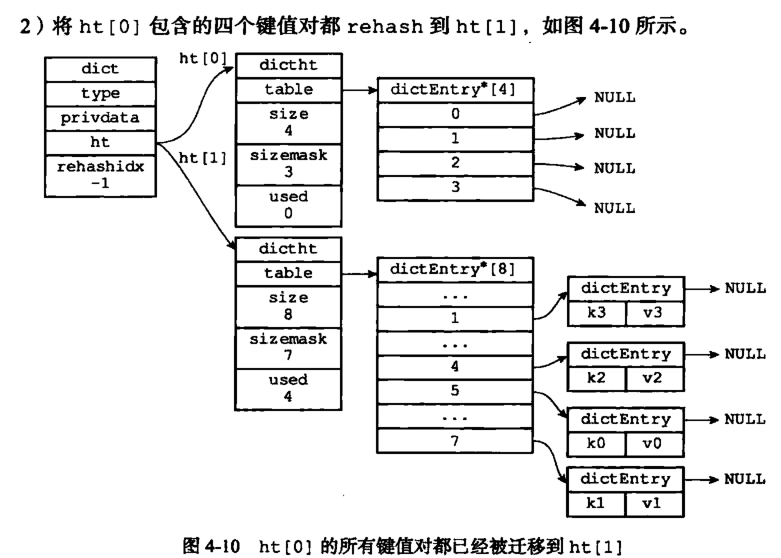 2）将 ht[0] 包含的四个键值对都 rehash 到 ht[1]，如图 4-10 所示。
dict
type
privdata
ht
rehashidx
-1
ht[0]
ht[1]
dictht
table
size
4
sizemask
3
used
0
dictEntry*[4]
0
1
2
3
NULL
NULL
NULL
NULL
dictht
table
size
8
sizemask
7
used
4
dictEntry*[8]
...
1
...
4
5
...
7
dictEntry
k3 v3
NULL
dictEntry
k2 v2
NULL
dictEntry
k0 v0
NULL
dictEntry
k1 v1
NULL
图 4-10 ht[0] 的所有键值对都已经被迁移到 ht[1]